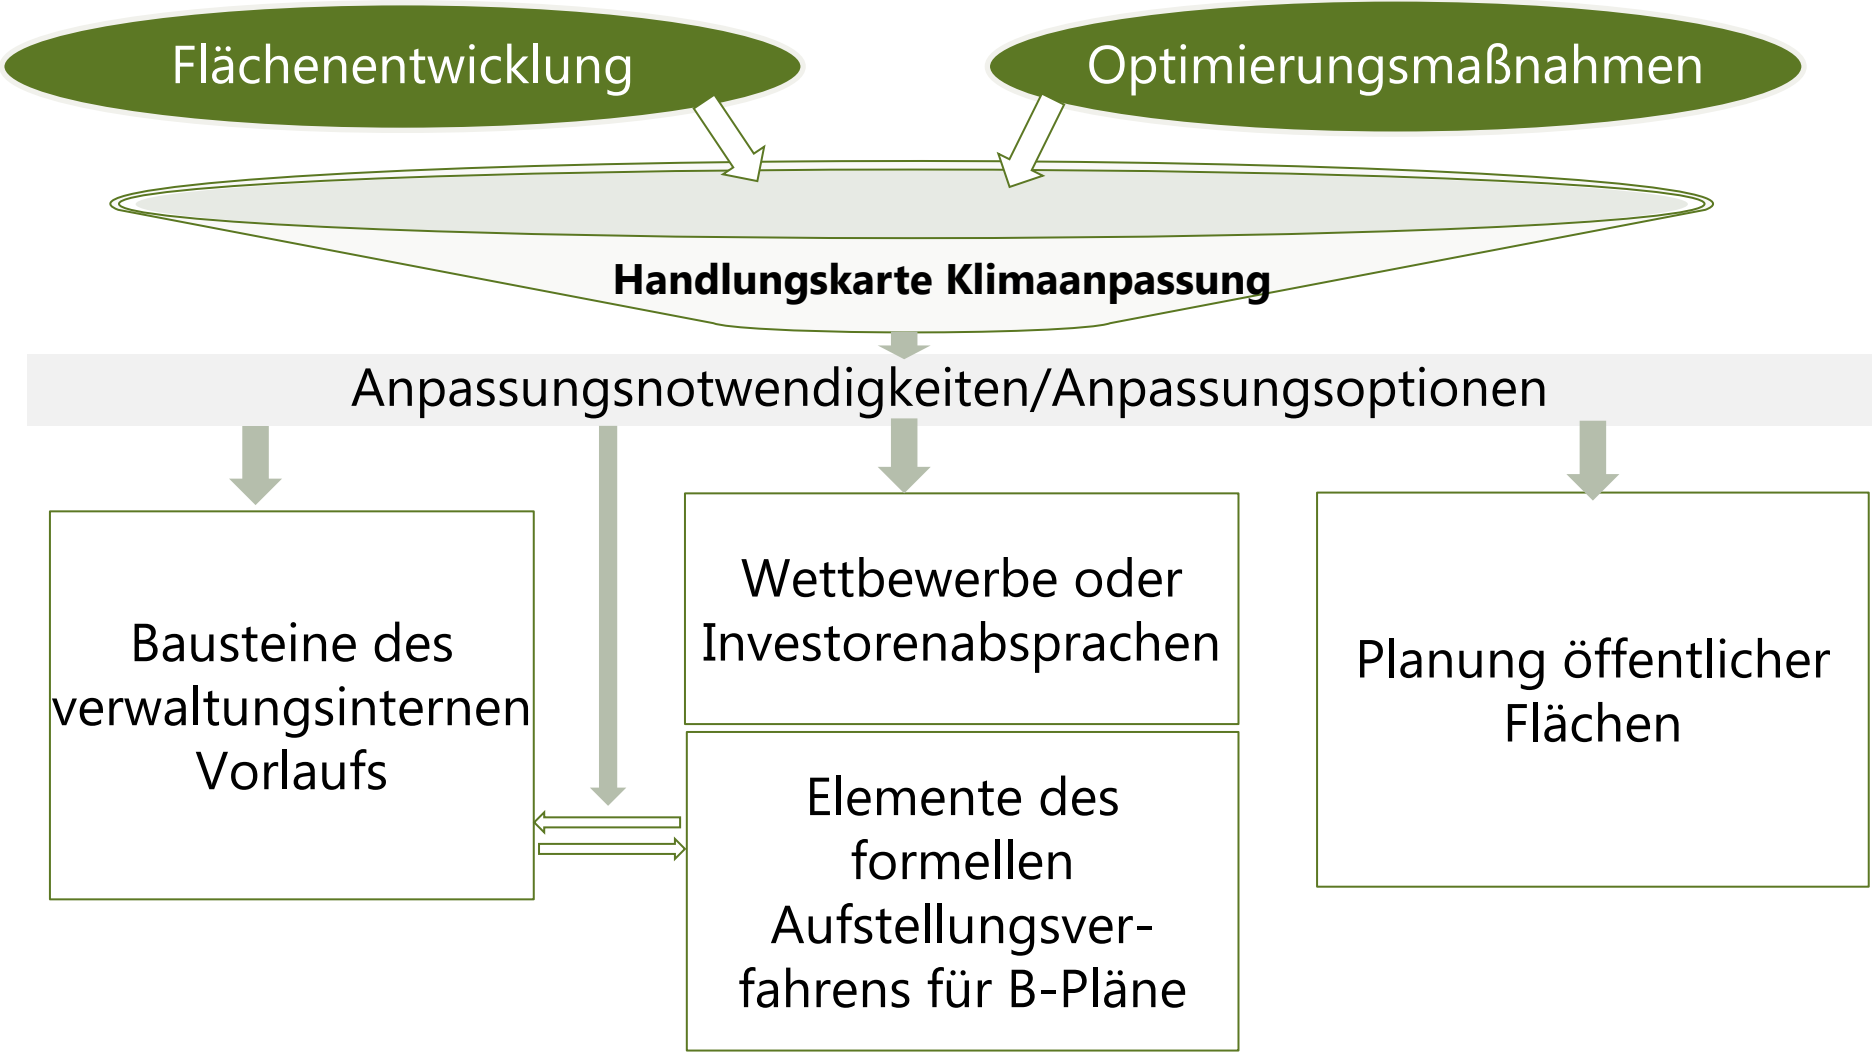 Flächenentwicklung
Optimierungsmaßnahmen
Handlungskarte Klimaanpassung
Anpassungsnotwendigkeiten/Anpassungsoptionen
Bausteine des
verwaltungsinternen
Vorlaufs
Wettbewerbe oder
Investorenabsprachen
Elemente des
formellen
Aufstellungsver-
fahrens für B-Pläne
Planung öffentlicher
Flächen